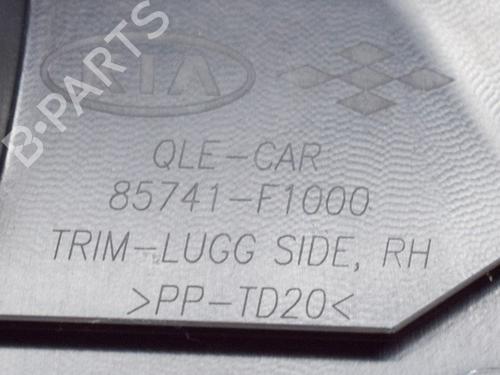 B-PARTS
KIA
QLE-CAR
85741-F1000
TRIM-LUGG SIDE, RH
>PP-TD20<